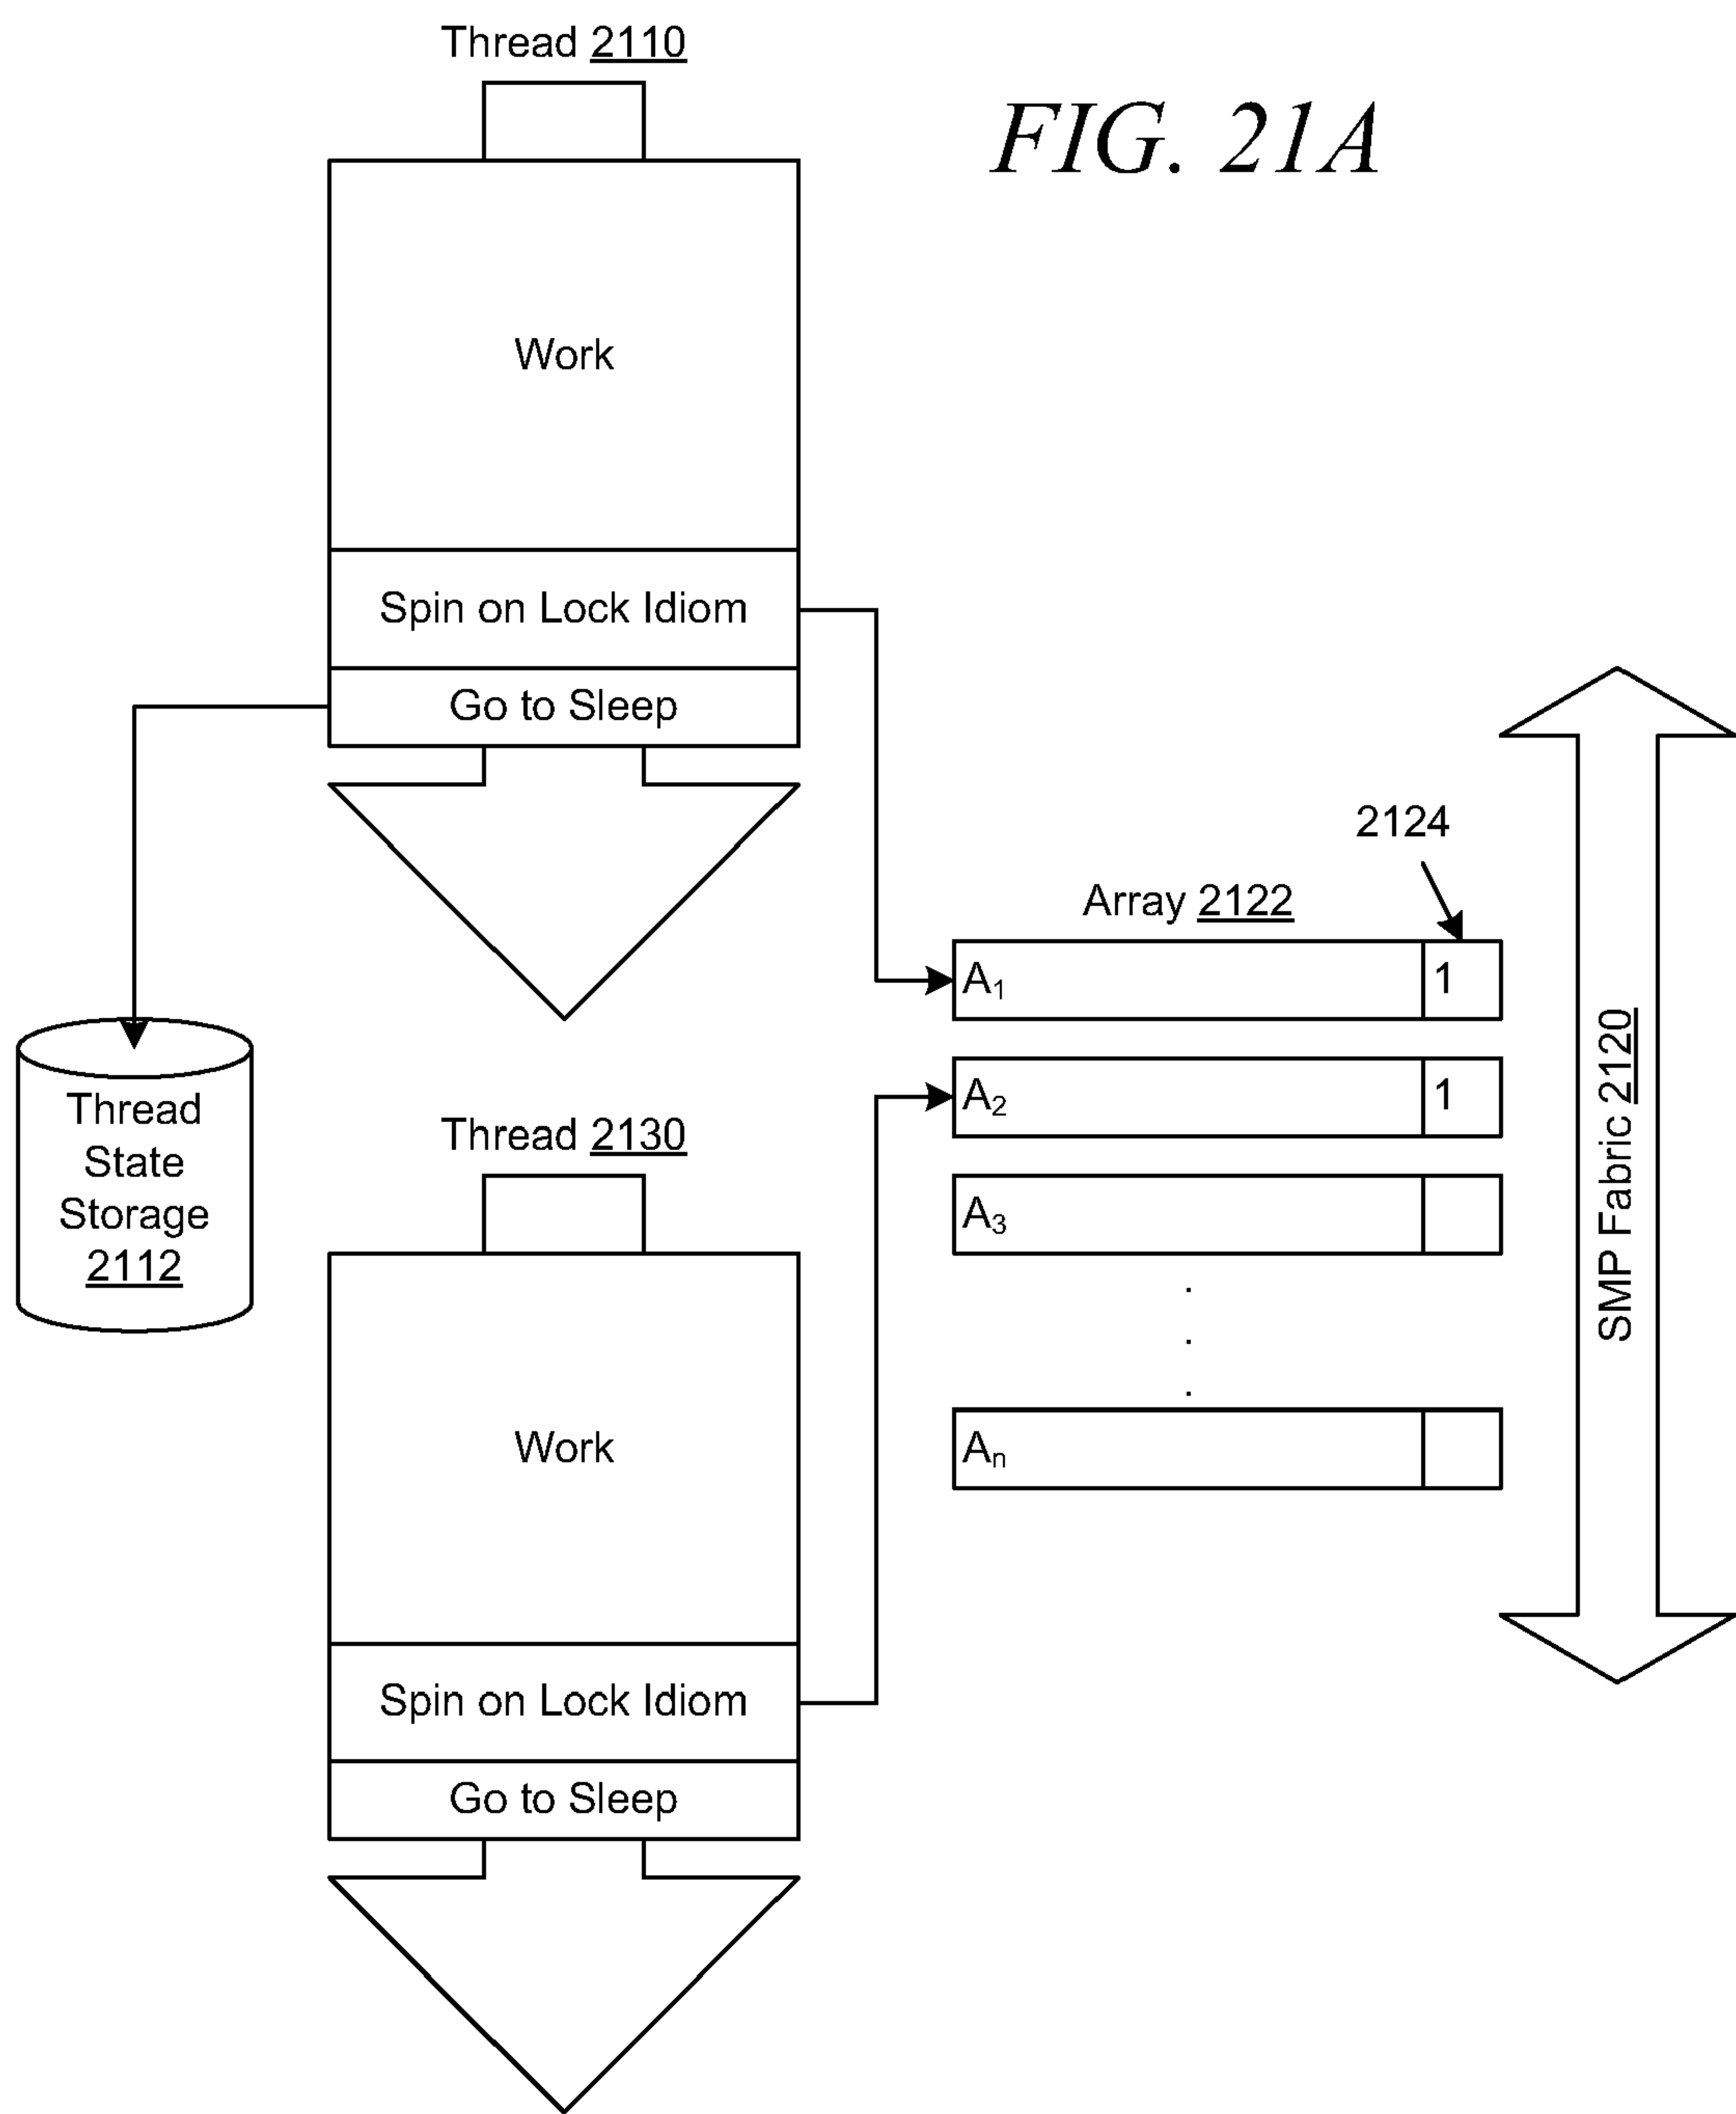 Thread 2110
FIG. 21A
Work
Spin on Lock Idiom
Go to Sleep
2124
Array 2122
A₁ 1
A₂ 1
A₃
.
.
.
Aₙ
SMP Fabric 2120
Thread
State
Storage
2112
Thread 2130
Work
Spin on Lock Idiom
Go to Sleep